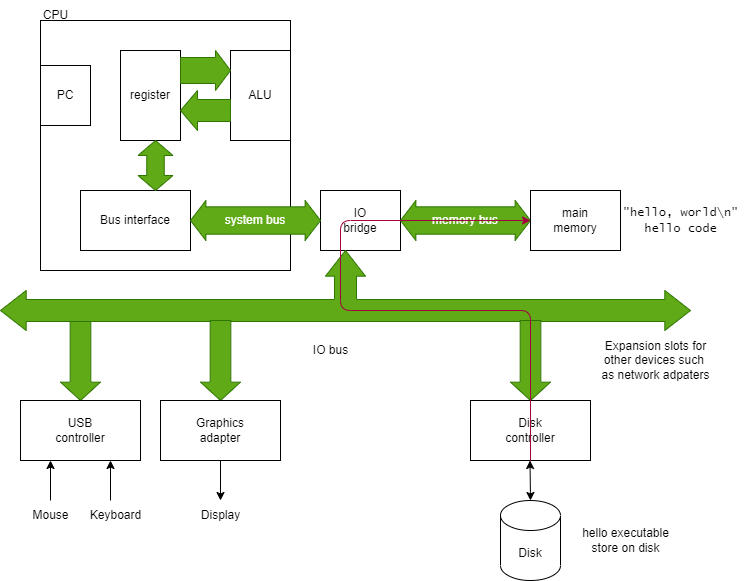 CPU
PC
register
ALU
Bus interface
system bus
IO
bridge
memory bus
main
memory
"hello, world\n"
hello code
IO bus
Expansion slots for
other devices such
as network adpaters
USB
controller
Graphics
adapter
Disk
controller
Mouse
Keyboard
Display
Disk
hello executable
store on disk